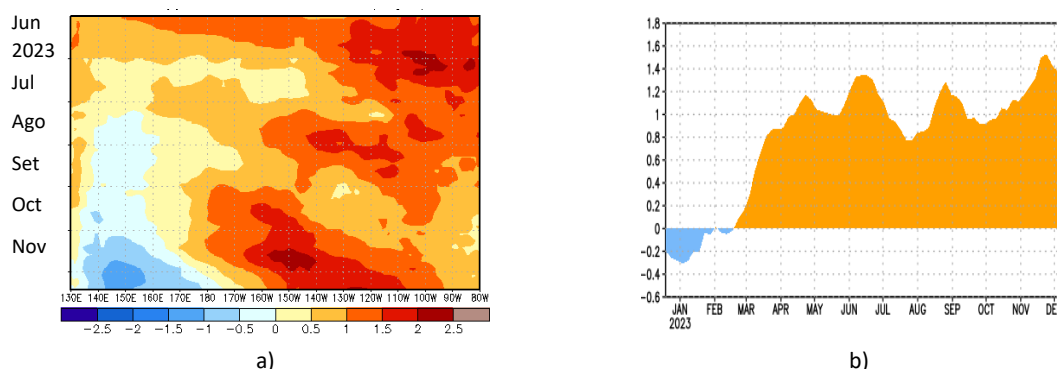 Jun
2023
Jul
Ago
Set
Oct
Nov
130E 140E 150E 160E 170E 180 170W 160W 150W 140W 130W 120W 110W 100W 90W 80W
-2.5 -2 -1.5 -1 -0.5 0 0.5 1 1.5 2 2.5
a)
1.8
1.6
1.4
1.2
1
0.8
0.6
0.4
0.2
0
-0.2
-0.4
-0.6
JAN FEB MAR APR MAY JUN JUL AUG SEP OCT NOV DE
2023
b)